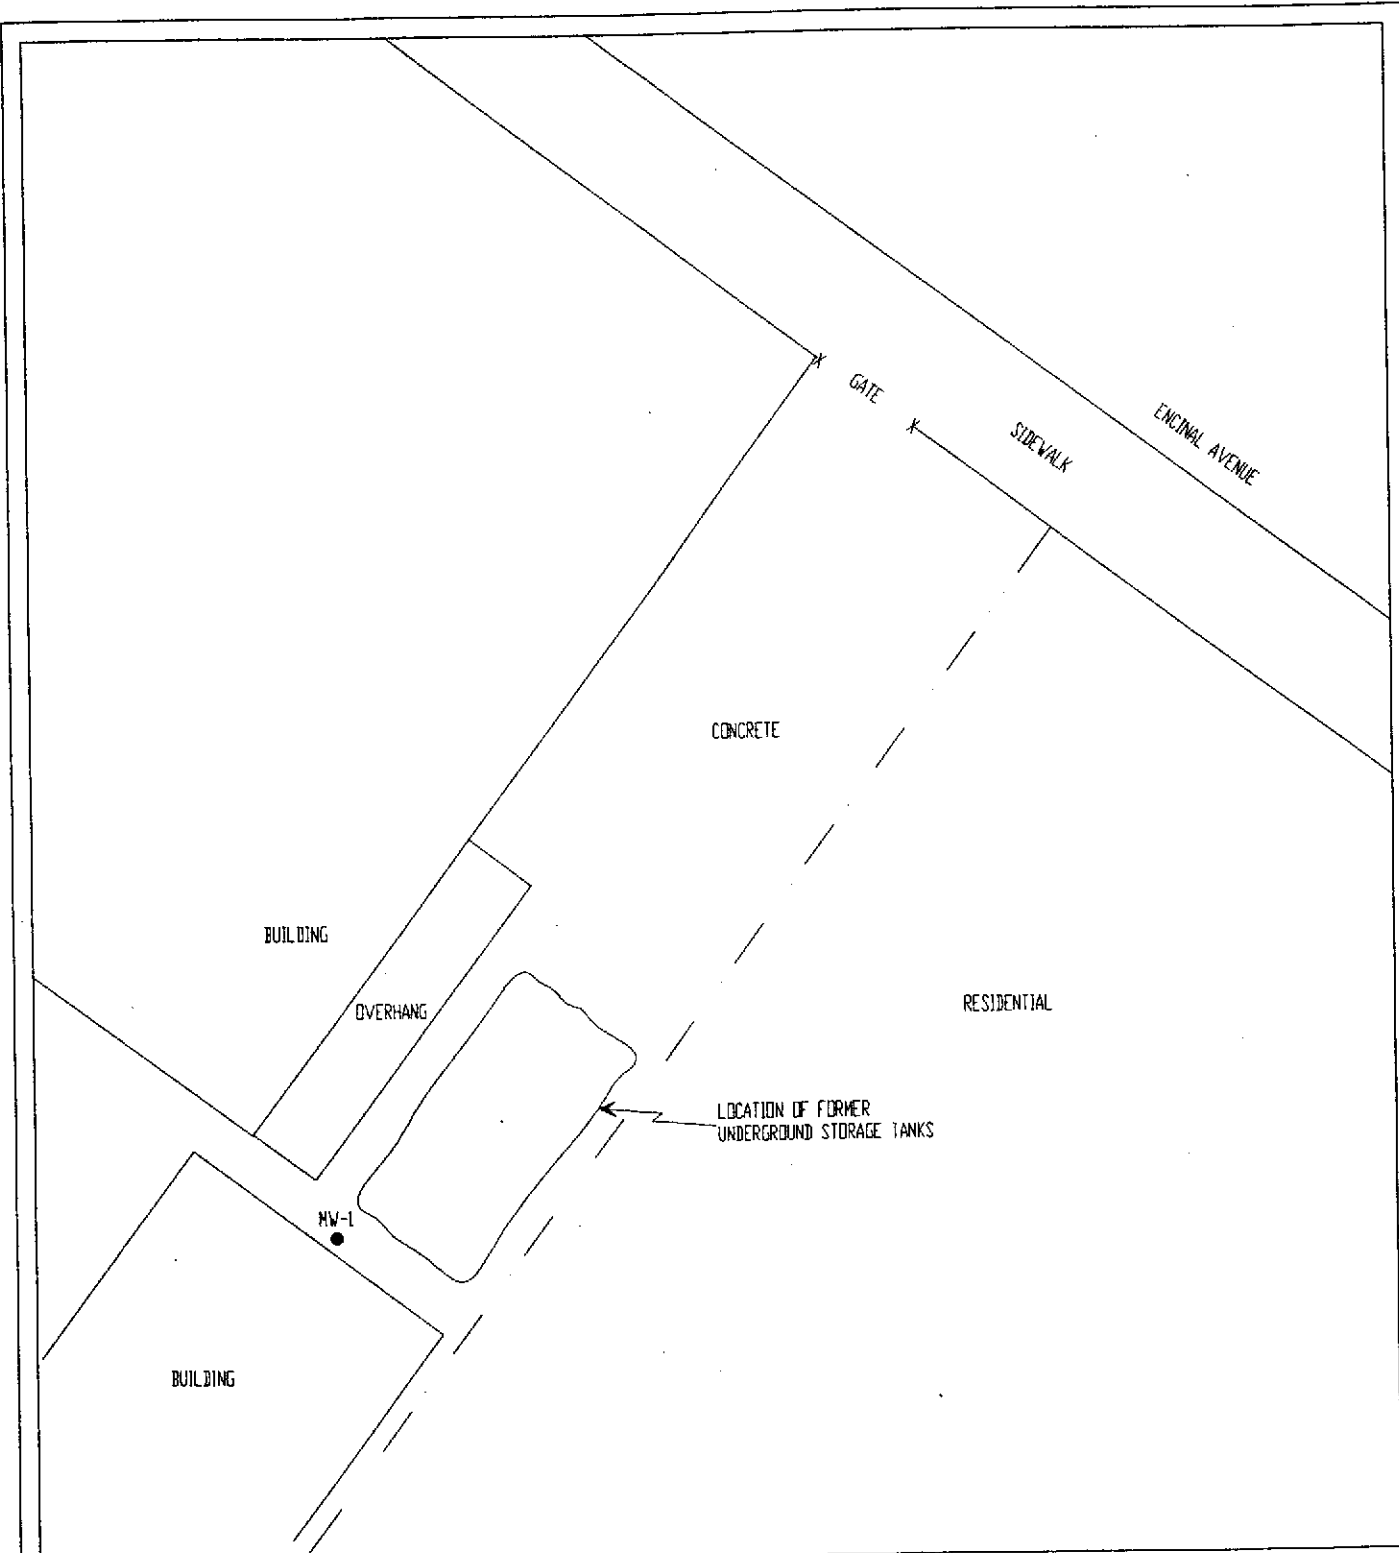 GATE
SIDEWALK
ENCINAL AVENUE
CONCRETE
BUILDING
OVERHANG
RESIDENTIAL
LOCATION OF FORMER
UNDERGROUND STORAGE TANKS
MW-1
BUILDING